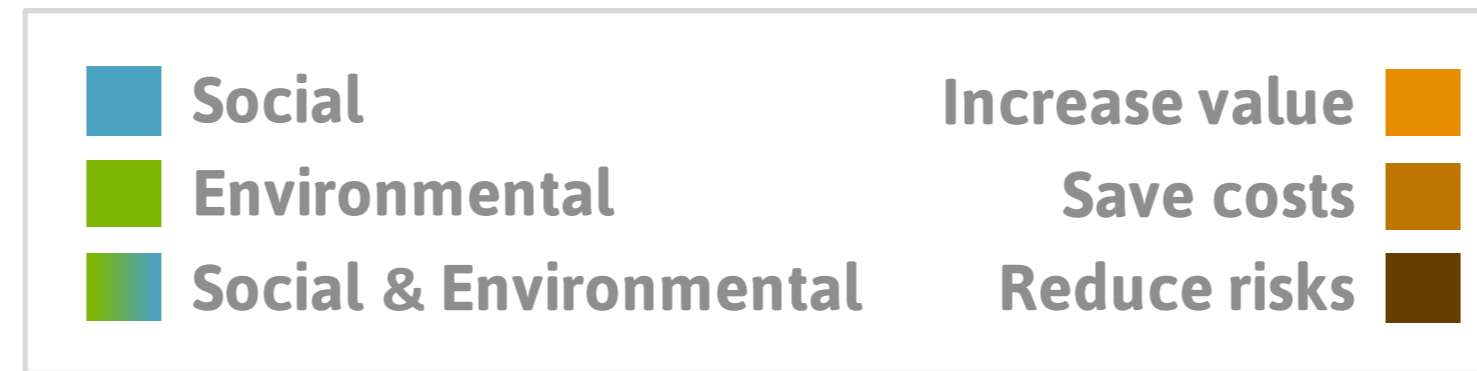 Social
Environmental
Social & Environmental
Increase value
Save costs
Reduce risks